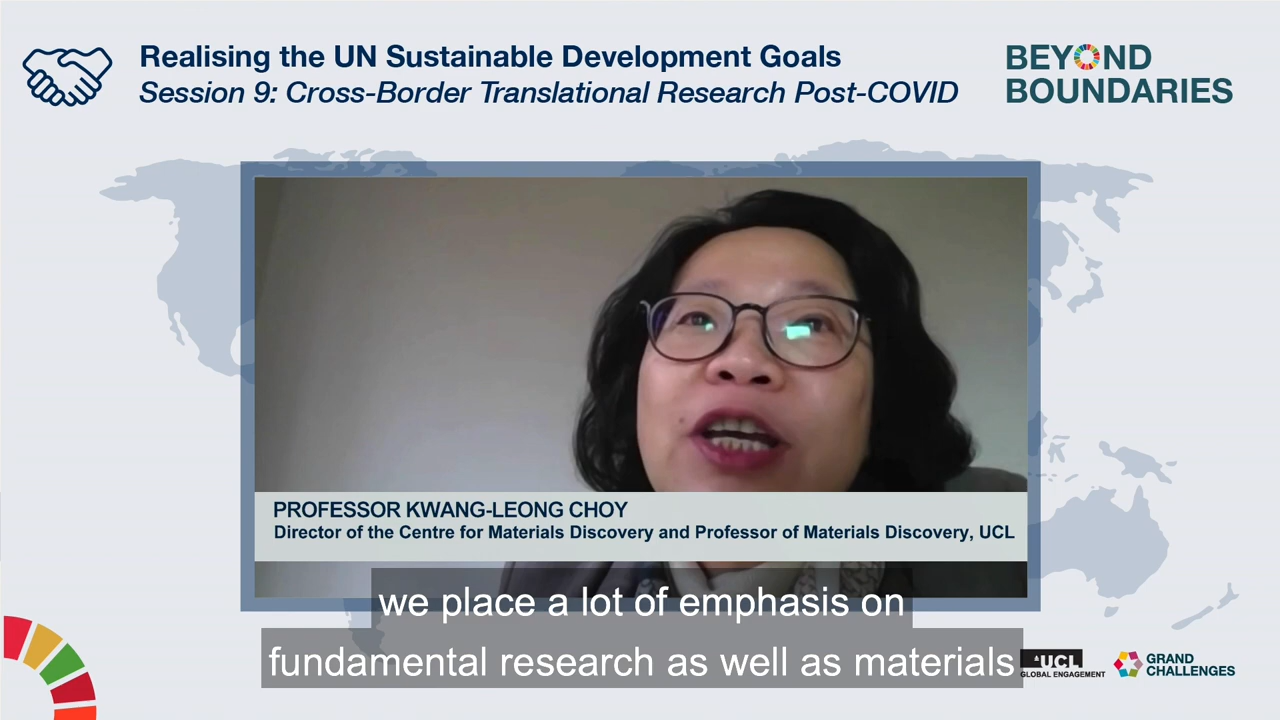 Realising the UN Sustainable Development Goals
Session 9: Cross-Border Translational Research Post-COVID
BEYOND
BOUNDARIES
PROFESSOR KWANG-LEONG CHOY
Director of the Centre for Materials Discovery and Professor of Materials Discovery, UCL
we place a lot of emphasis on
fundamental research as well as materials
UCL
GLOBAL ENGAGEMENT
GRAND
CHALLENGES